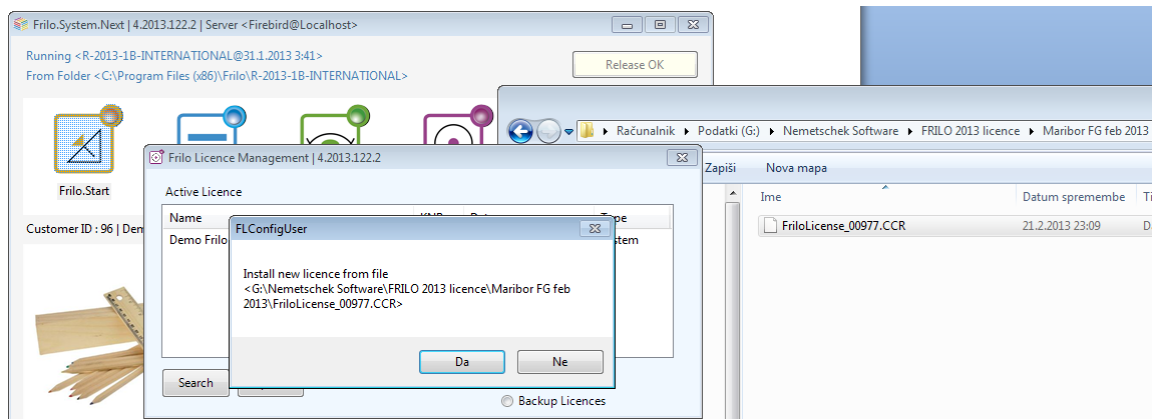 Frilo.System.Next | 4.2013.122.2 | Server <Firebird@Localhost>
Running <R-2013-1B-INTERNATIONAL@31.1.2013 3:41>
From Folder <C:\Program Files (x86)\Frilo\R-2013-1B-INTERNATIONAL>
Release OK
Frilo.Start
Customer ID : 96 | Den
Računalnik Podatki (G:) Nemetschek Software FRILO 2013 licence Maribor FG feb 2013
Zapiši Nova mapa
Ime Datum spremembe
FriloLicense_00977.CCR 21.2.2013 23:09
Frilo Licence Management | 4.2013.122.2
Active Licence
Name
Demo Frilo
FLConfigUser
Install new licence from file
<G:\Nemetschek Software\FRILO 2013 licence\Maribor FG feb
2013\FriloLicense_00977.CCR>
Da Ne
Search
Backup Licences